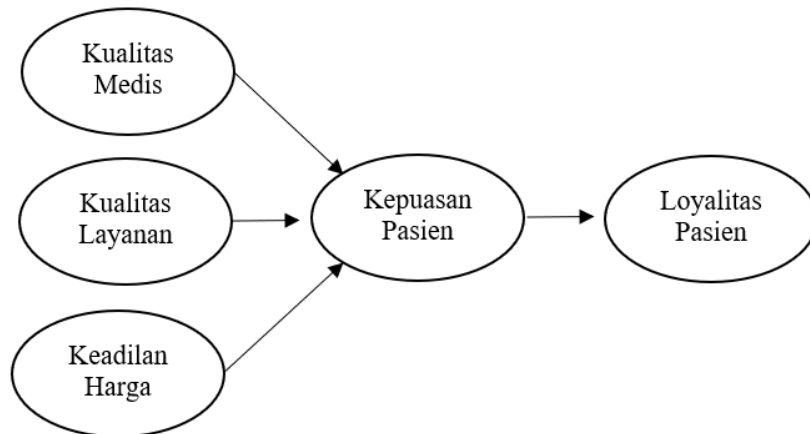 Kualitas
Medis
Kualitas
Layanan
Keadilan
Harga
Kepuasan
Pasien
Loyalitas
Pasien